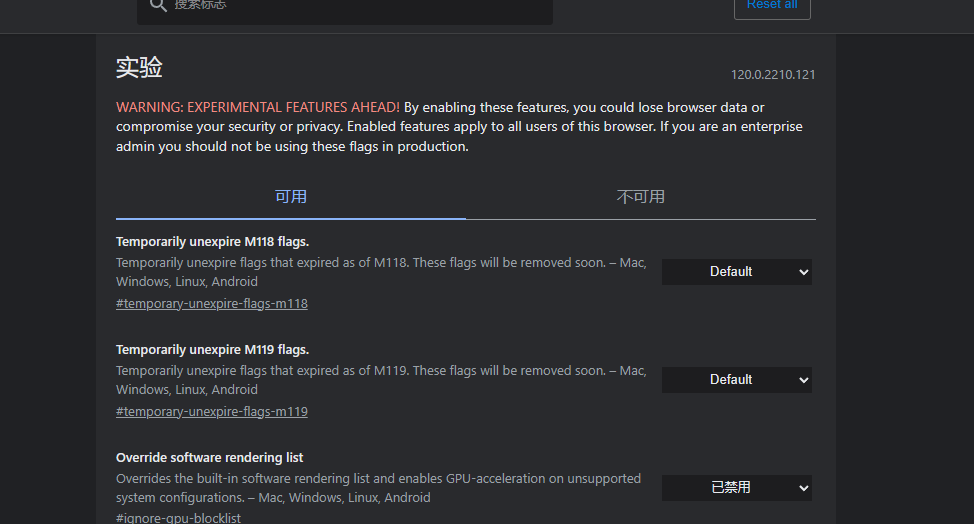 搜索标志
Reset all
实验
120.0.2210.121
WARNING: EXPERIMENTAL FEATURES AHEAD! By enabling these features, you could lose browser data or
compromise your security or privacy. Enabled features apply to all users of this browser. If you are an enterprise
admin you should not be using these flags in production.
可用
不可用
Temporarily unexpire M118 flags.
Temporarily unexpire flags that expired as of M118. These flags will be removed soon. – Mac,
Windows, Linux, Android
#temporary-unexpire-flags-m118
Default
Temporarily unexpire M119 flags.
Temporarily unexpire flags that expired as of M119. These flags will be removed soon. – Mac,
Windows, Linux, Android
#temporary-unexpire-flags-m119
Default
Override software rendering list
Overrides the built-in software rendering list and enables GPU-acceleration on unsupported
system configurations. – Mac, Windows, Linux, Android
#ignore-gpu-blocklist
已禁用